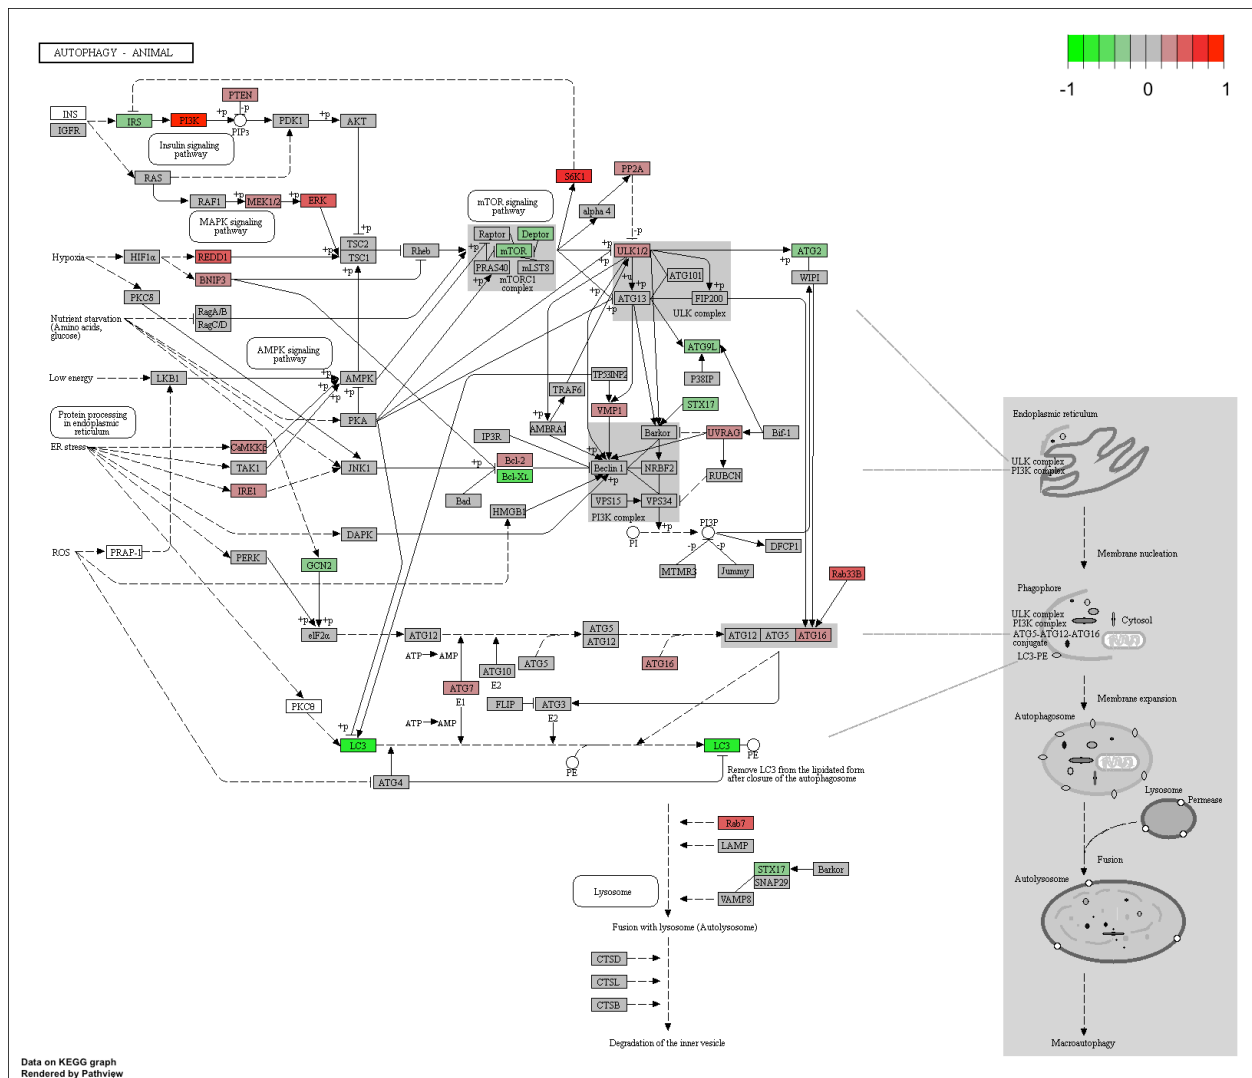 AUTOPHAGY - ANIMAL
-1 0 1
PTEN
INS
IGFR
IRS
PI3K
+p
-p
PIP3
PDK1
+p
AKT
Insulin signaling
pathway
RAS
RAF1
+p
MEK1/2
+p
ERK
MAPK signaling
pathway
S6K1
PP2A
alpha 4
mTOR signaling
pathway
Raptor
Deptor
mTOR
PRAS40
mLST8
mTORC1
complex
+p
+p
+p
-p
+p
+p
TSC2
TSC1
+p
Rheb
Hypoxia
HIF1α
REDD1
BNIP3
PKCδ
ULK1/2
ATG101
ATG13
FIP200
ULK complex
+u
+p
+p
+p
+p
+p
ATG2
WIPI
Nutrient starvation
(Amino acids,
glucose)
RagA/B
RagC/D
AMPK signaling
pathway
ATG9L
P38IP
Low energy
LKB1
+p
+p
+p
AMPK
+p
PKA
TP53INP2
TRAF6
VMP1
STX17
+p
AMBRA1
Protein processing
in endoplasmic
reticulum
ER stress
CaMKKβ
TAK1
IRE1
JNK1
IP3R
Bcl-2
Bcl-XL
+p
Bad
HMGB1
Barkor
UVRAG
Bif-1
+p
Beclin 1
+p
NRBF2
RUBCN
VPS15
VPS34
PI3K complex
+p
PI
PI3P
-p
-p
MTMR3
Jummy
DFCP1
DAPK
ROS
PRAP-1
PERK
GCN2
+p
+p
eIF2α
Rab33B
ATG12
ATG5
ATG12
ATG12
ATG5
ATG16
ATP
AMP
ATG10
E2
ATG5
ATG16
ATG7
E1
FLIP
ATG3
E2
ATP
AMP
PKCθ
+p
LC3
LC3
PE
PE
ATG4
Remove LC3 from the lipidated form
after closure of the autophagosome
Rab7
LAMP
STX17
SNAP29
Barkor
VAMP8
Lysosome
Fusion with lysosome (Autolysosome)
CTSD
CTSL
CTSB
Degradation of the inner vesicle
Endoplasmic reticulum
ULK complex
PI3K complex
Membrane nucleation
Phagophore
ULK complex
PI3K complex
ATG5-ATG12-ATG16
conjugate
LC3-PE
Cytosol
Membrane expansion
Autophagosome
Lysosome
Permease
Fusion
Autolysosome
Macroautophagy
Data on KEGG graph
Rendered by Pathview